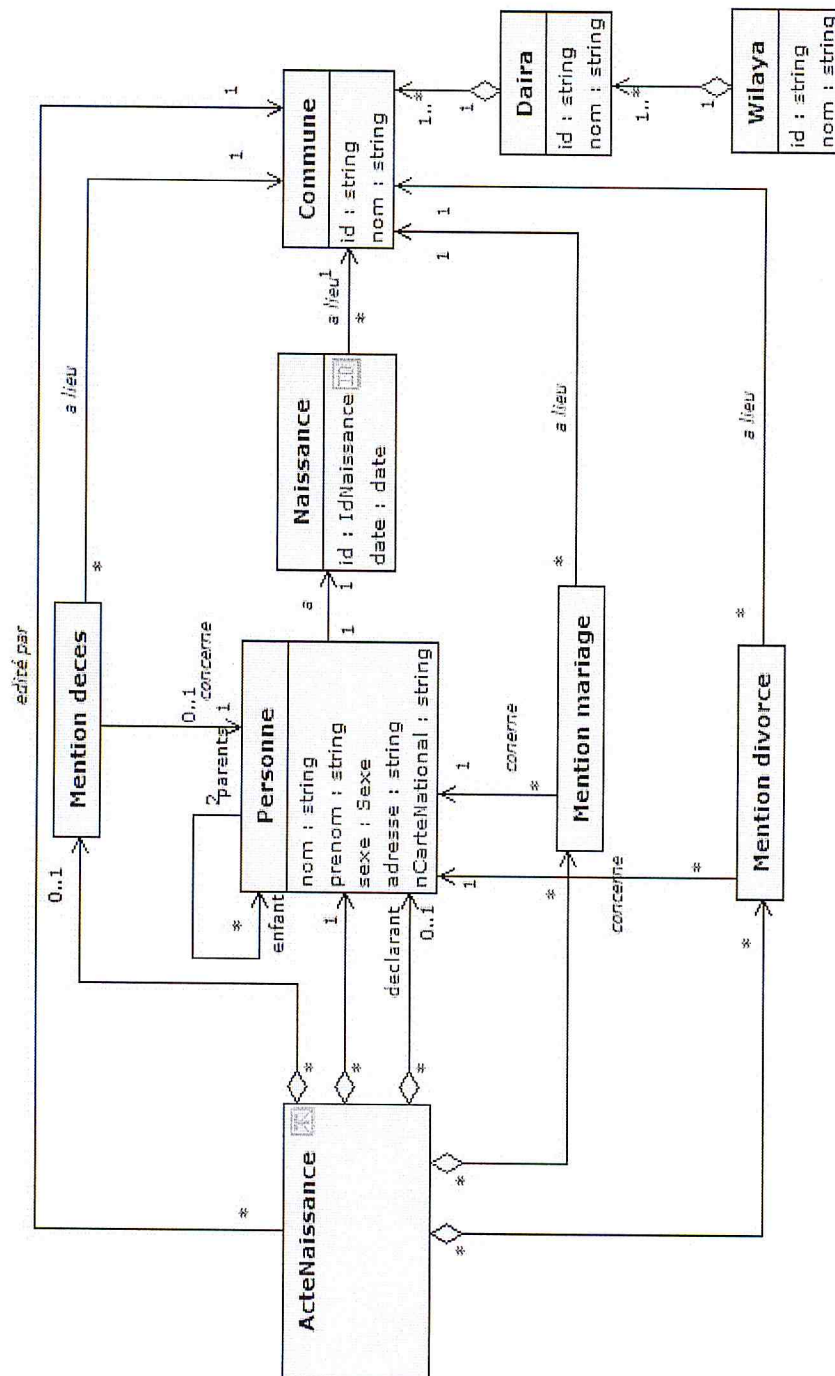 edité par
*
1
Mention deces
0..1
*
a lieu
1
0..1
concerne
1
2
parents
*
enfant
ActeNaissance
*
*
*
*
*
1
declarant
0..1
Personne
nom : string
prenom : string
sexe : Sexe
adresse : string
nCarteNational : string
1
a
1
Naissance
id : IdNaissance
date : date
*
a lieu
1
Commune
id : string
nom : string
1
conerne
*
*
Mention mariage
*
a lieu
1
1
concerne
*
*
Mention divorce
*
a lieu
1
1..*
1
Daira
id : string
nom : string
1..*
1
Wilaya
id : string
nom : string